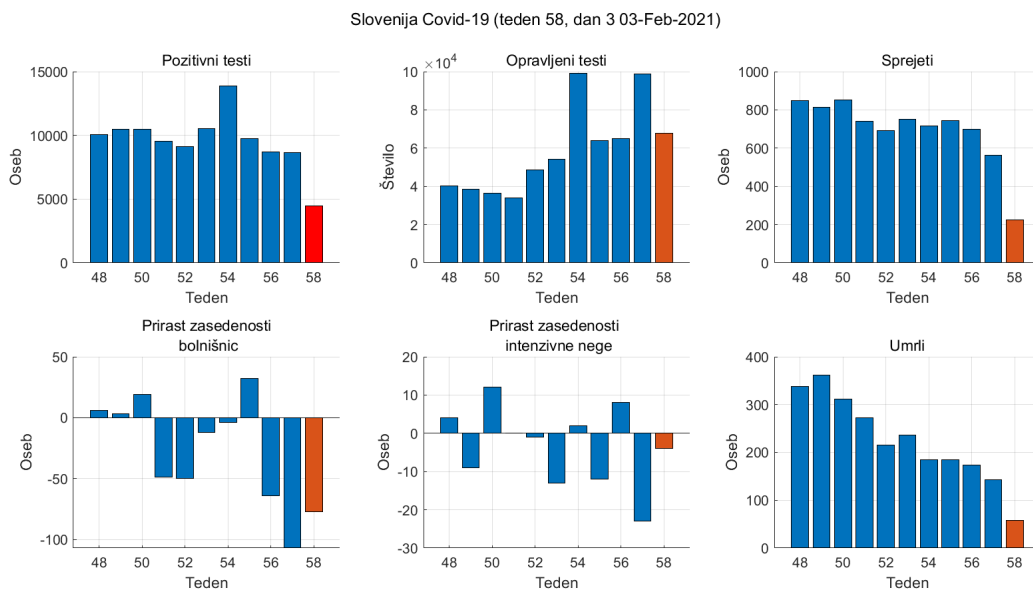 Slovenija Covid-19 (teden 58, dan 3 03-Feb-2021)
Pozitivni testi
15000
10000
5000
0
Oseb
48 50 52 54 56 58
Teden
Opravljeni testi
×10^4
10
8
6
4
2
0
Število
48 50 52 54 56 58
Teden
Sprejeti
1000
800
600
400
200
0
Oseb
48 50 52 54 56 58
Teden
Prirast zasedenosti
bolnišnic
50
0
-50
-100
Oseb
48 50 52 54 56 58
Teden
Prirast zasedenosti
intenzivne nege
20
10
0
-10
-20
-30
Oseb
48 50 52 54 56 58
Teden
Umrli
400
300
200
100
0
Oseb
48 50 52 54 56 58
Teden